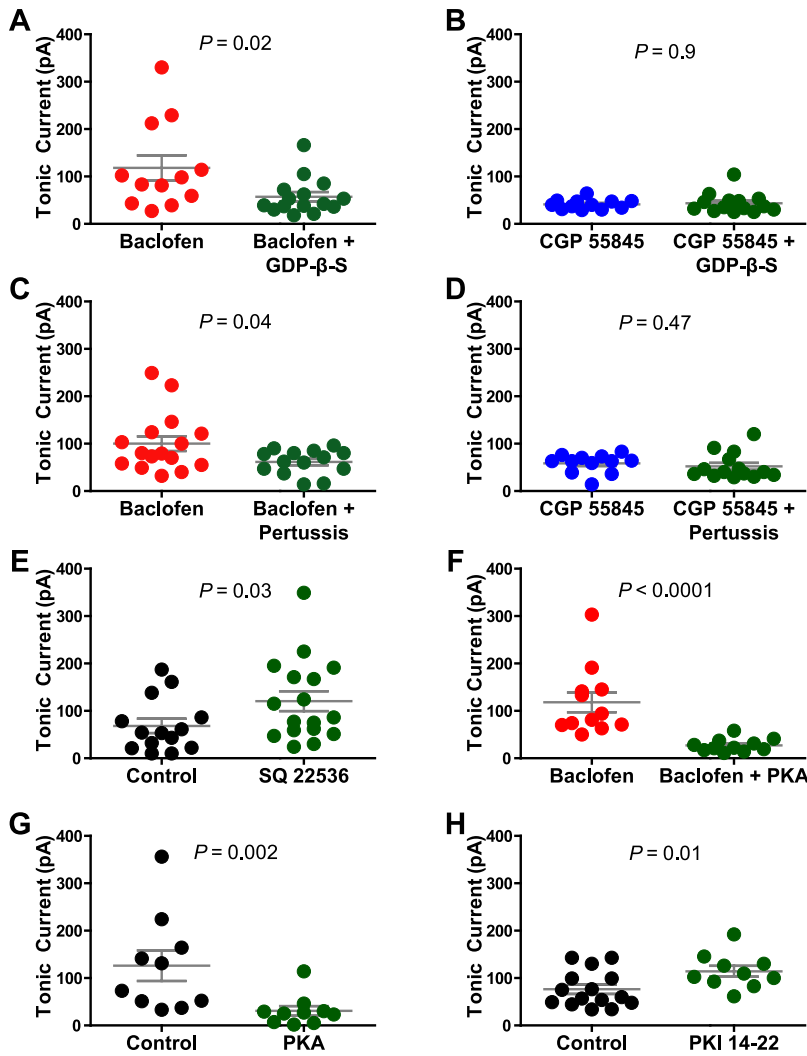 A
B
Tonic Current (pA)
400
300
200
100
0
P = 0.02
Baclofen
Baclofen +
GDP-β-S
Tonic Current (pA)
400
300
200
100
0
P = 0.9
CGP 55845
CGP 55845 +
GDP-β-S
C
D
Tonic Current (pA)
400
300
200
100
0
P = 0.04
Baclofen
Baclofen +
Pertussis
Tonic Current (pA)
400
300
200
100
0
P = 0.47
CGP 55845
CGP 55845 +
Pertussis
E
F
Tonic Current (pA)
400
300
200
100
0
P = 0.03
Control
SQ 22536
Tonic Current (pA)
400
300
200
100
0
P < 0.0001
Baclofen
Baclofen + PKA
G
H
Tonic Current (pA)
400
300
200
100
0
P = 0.002
Control
PKA
Tonic Current (pA)
400
300
200
100
0
P = 0.01
Control
PKI 14-22